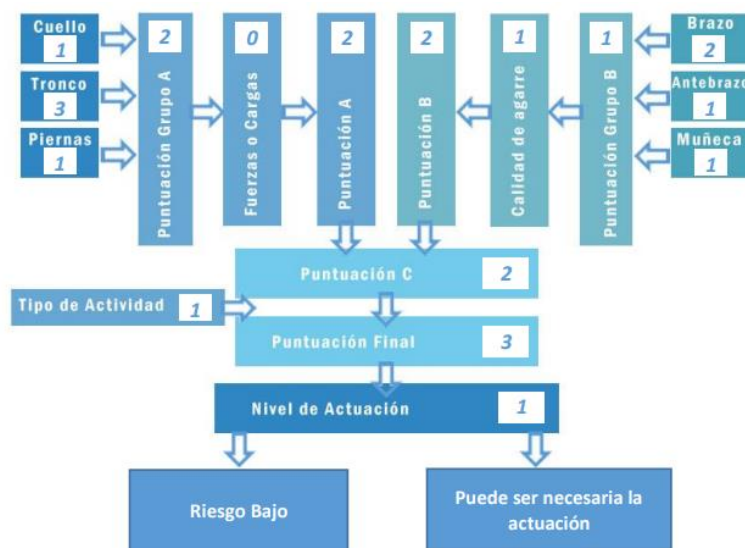 Cuello
1
Tronco
3
Piernas
1
2
Puntuación Grupo A
0
Fuerzas o Cargas
2
Puntuación A
2
Puntuación B
1
Calidad de agarre
1
Puntuación Grupo B
Brazo
2
Antebrazo
1
Muñeca
1
Puntuación C
2
Tipo de Actividad
1
Puntuación Final
3
Nivel de Actuación
1
Riesgo Bajo
Puede ser necesaria la
actuación